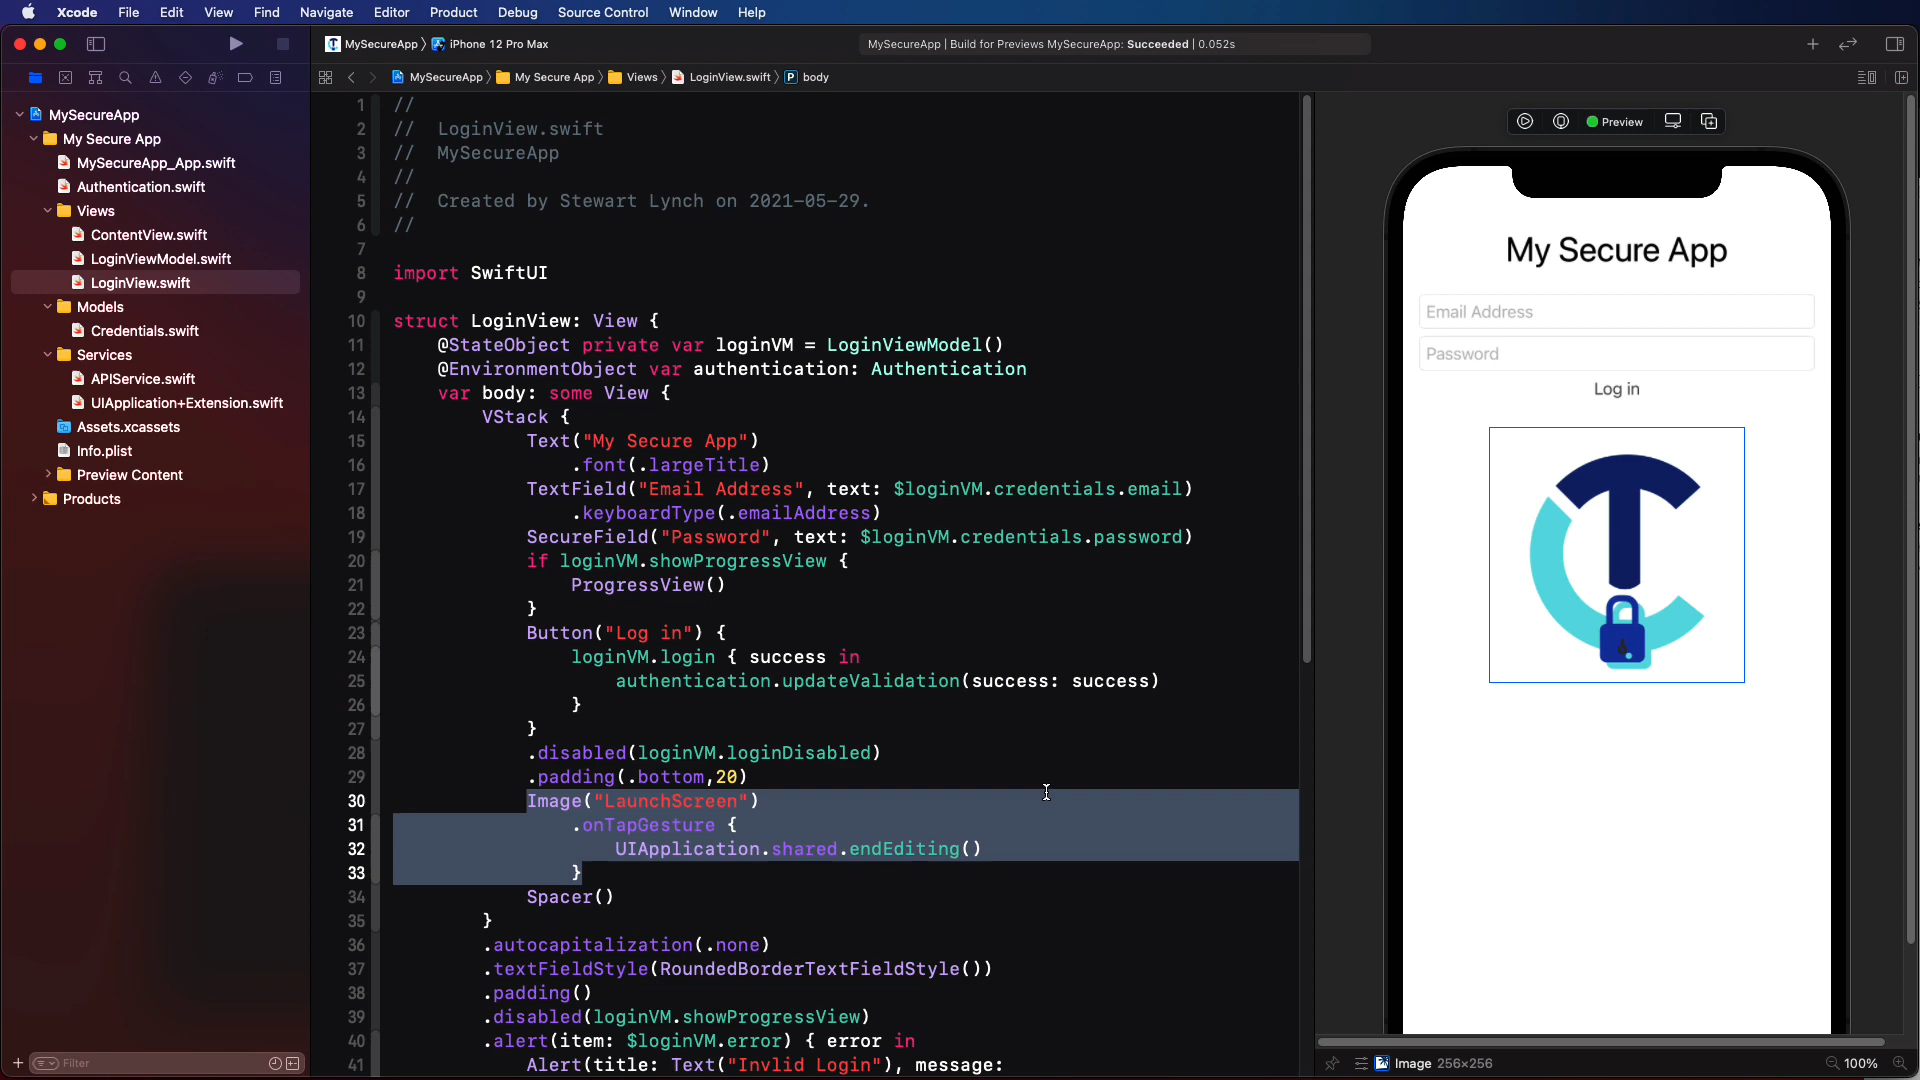 Xcode File Edit View Find Navigate Editor Product Debug Source Control Window Help
MySecureApp iPhone 12 Pro Max
MySecureApp | Build for Previews MySecureApp: Succeeded | 0.052s
MySecureApp My Secure App Views LoginView.swift P body
MySecureApp
My Secure App
MySecureApp_App.swift
Authentication.swift
Views
ContentView.swift
LoginViewModel.swift
LoginView.swift
Models
Credentials.swift
Services
APIService.swift
UIApplication+Extension.swift
Assets.xcassets
Info.plist
Preview Content
Products
Filter
1 //
2 //  LoginView.swift
3 //  MySecureApp
4 //
5 //  Created by Stewart Lynch on 2021-05-29.
6 //
7
8 import SwiftUI
9
10 struct LoginView: View {
11 @StateObject private var loginVM = LoginViewModel()
12 @EnvironmentObject var authentication: Authentication
13 var body: some View {
14 VStack {
15 Text("My Secure App")
16 .font(.largeTitle)
17 TextField("Email Address", text: $loginVM.credentials.email)
18 .keyboardType(.emailAddress)
19 SecureField("Password", text: $loginVM.credentials.password)
20 if loginVM.showProgressView {
21 ProgressView()
22 }
23 Button("Log in") {
24 loginVM.login { success in
25 authentication.updateValidation(success: success)
26 }
27 }
28 .disabled(loginVM.loginDisabled)
29 .padding(.bottom,20)
30 Image("LaunchScreen")
31 .onTapGesture {
32 UIApplication.shared.endEditing()
33 }
34 Spacer()
35 }
36 .autocapitalization(.none)
37 .textFieldStyle(RoundedBorderTextFieldStyle())
38 .padding()
39 .disabled(loginVM.showProgressView)
40 .alert(item: $loginVM.error) { error in
41 Alert(title: Text("Invlid Login"), message:
Preview
My Secure App
Email Address
Password
Log in
Image 256×256
100%